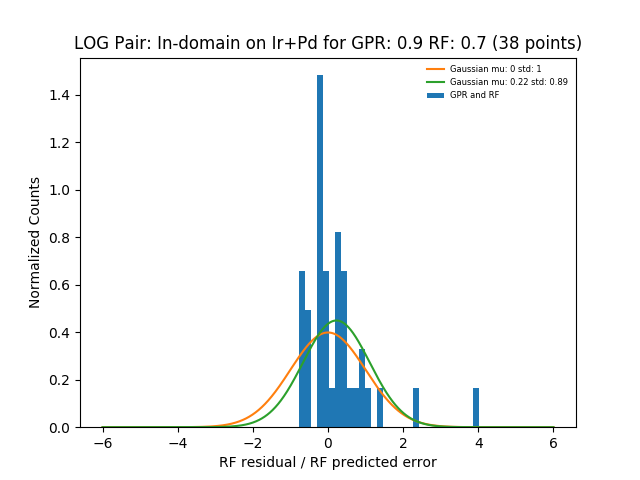 LOG Pair: In-domain on Ir+Pd for GPR: 0.9 RF: 0.7 (38 points)
Gaussian mu: 0 std: 1
Gaussian mu: 0.22 std: 0.89
GPR and RF
Normalized Counts
1.4
1.2
1.0
0.8
0.6
0.4
0.2
0.0
−6 −4 −2 0 2 4 6
RF residual / RF predicted error